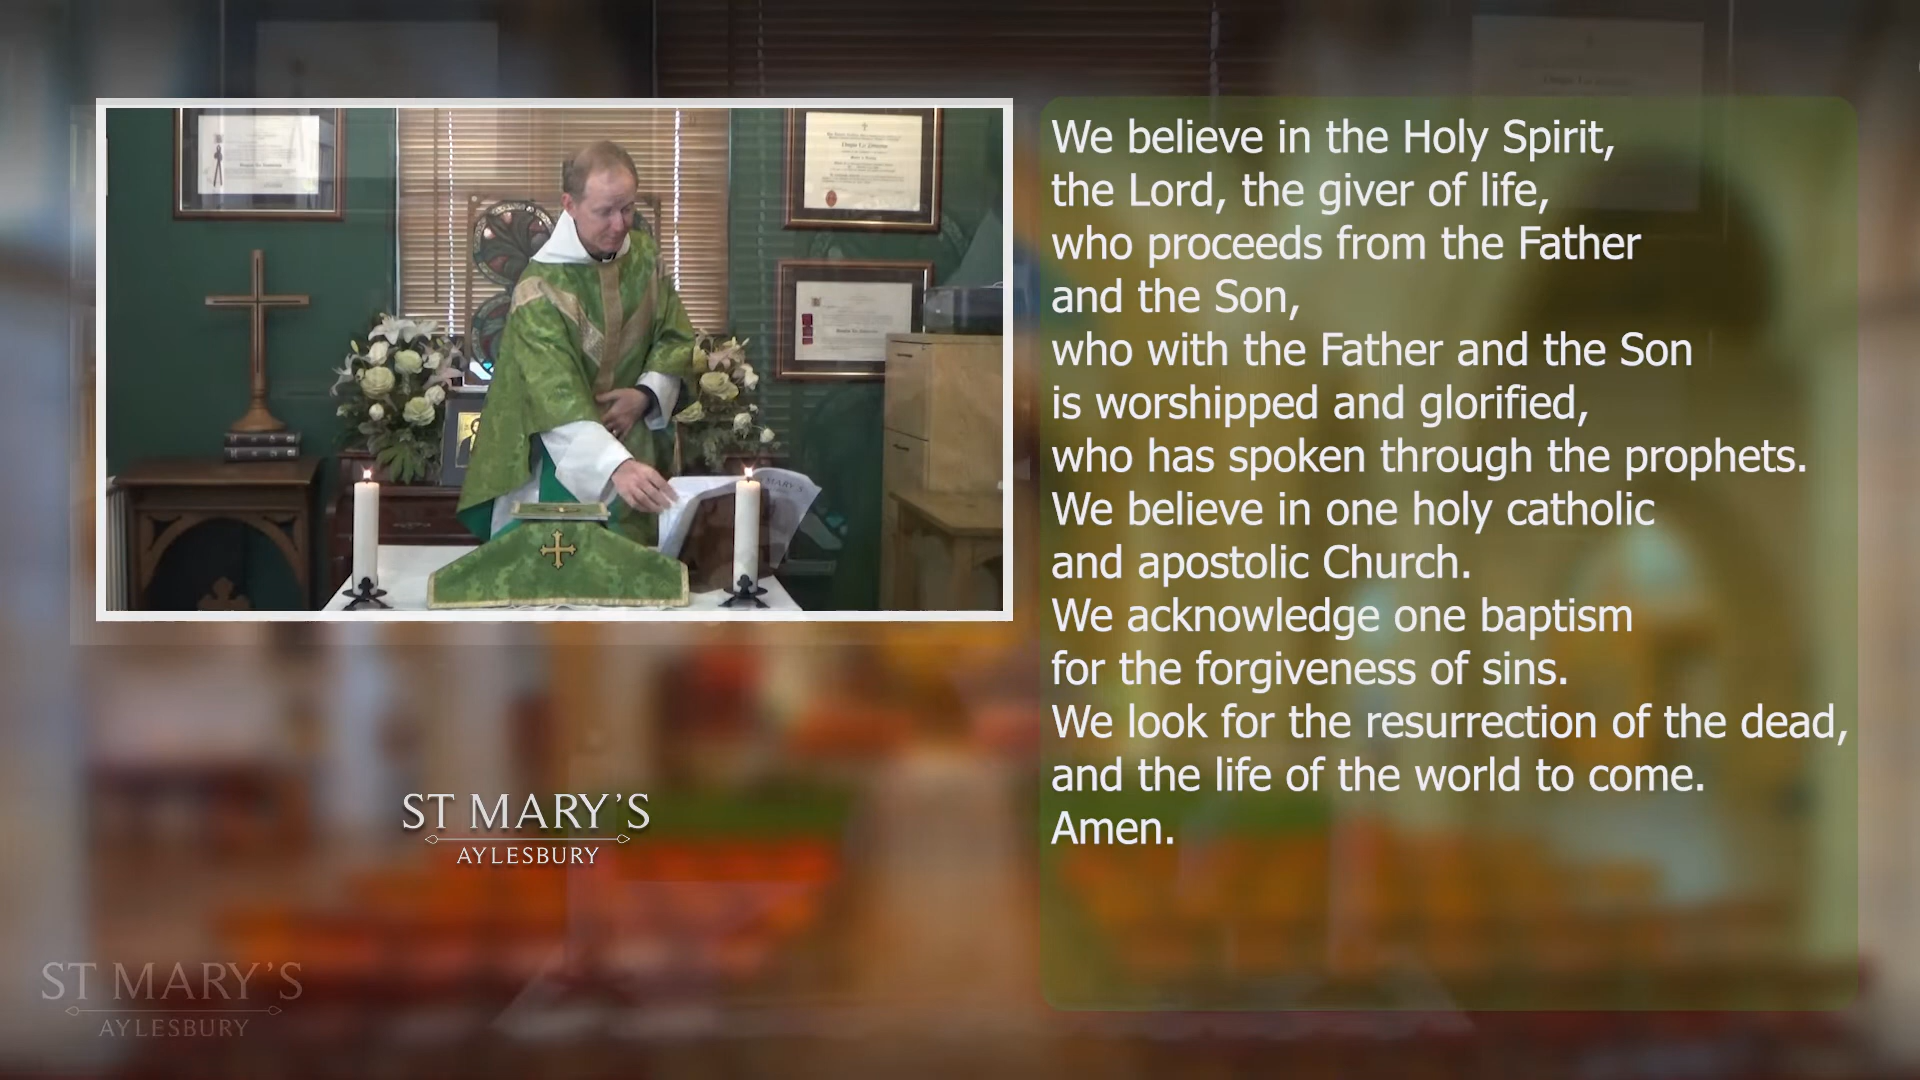 We believe in the Holy Spirit,
the Lord, the giver of life,
who proceeds from the Father
and the Son,
who with the Father and the Son
is worshipped and glorified,
who has spoken through the prophets.
We believe in one holy catholic
and apostolic Church.
We acknowledge one baptism
for the forgiveness of sins.
We look for the resurrection of the dead,
and the life of the world to come.
Amen.
ST MARY'S
AYLESBURY
ST MARY'S
AYLESBURY